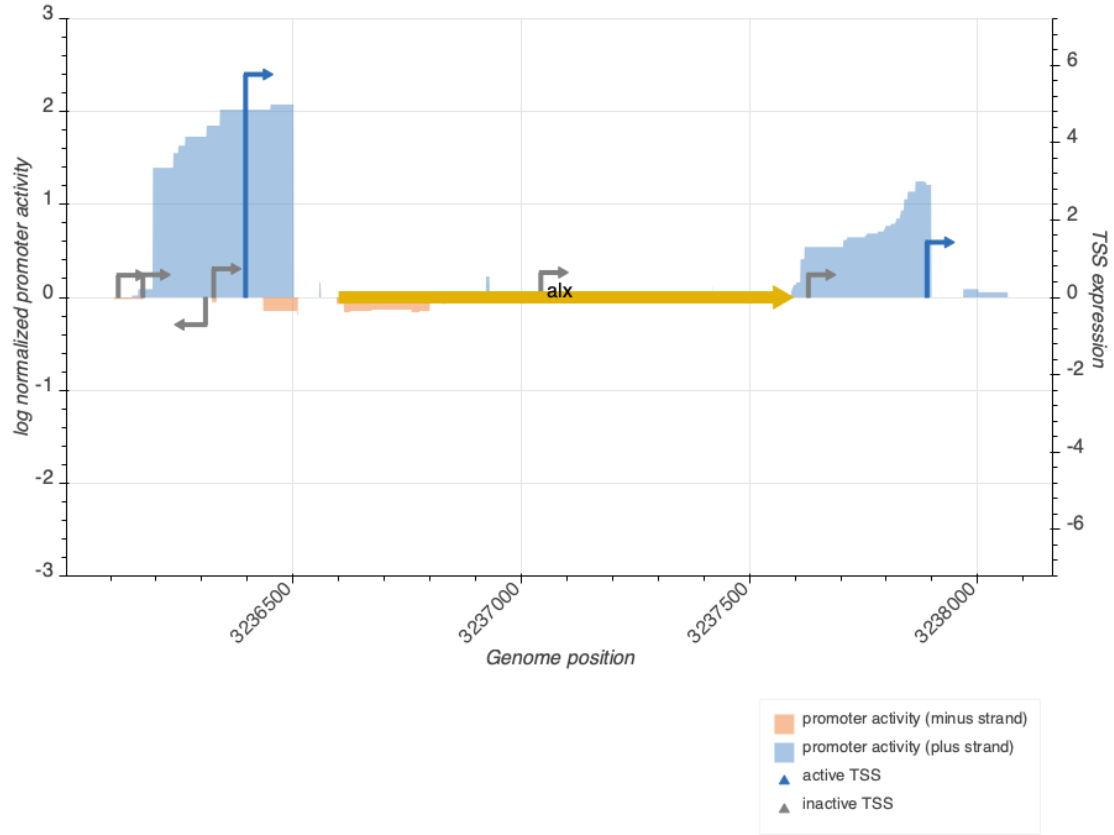 3
2
1
0
-1
-2
-3
log normalized promoter activity
6
4
2
0
-2
-4
-6
TSS expression
alx
3236500
3237000
3237500
3238000
Genome position
promoter activity (minus strand)
promoter activity (plus strand)
active TSS
inactive TSS